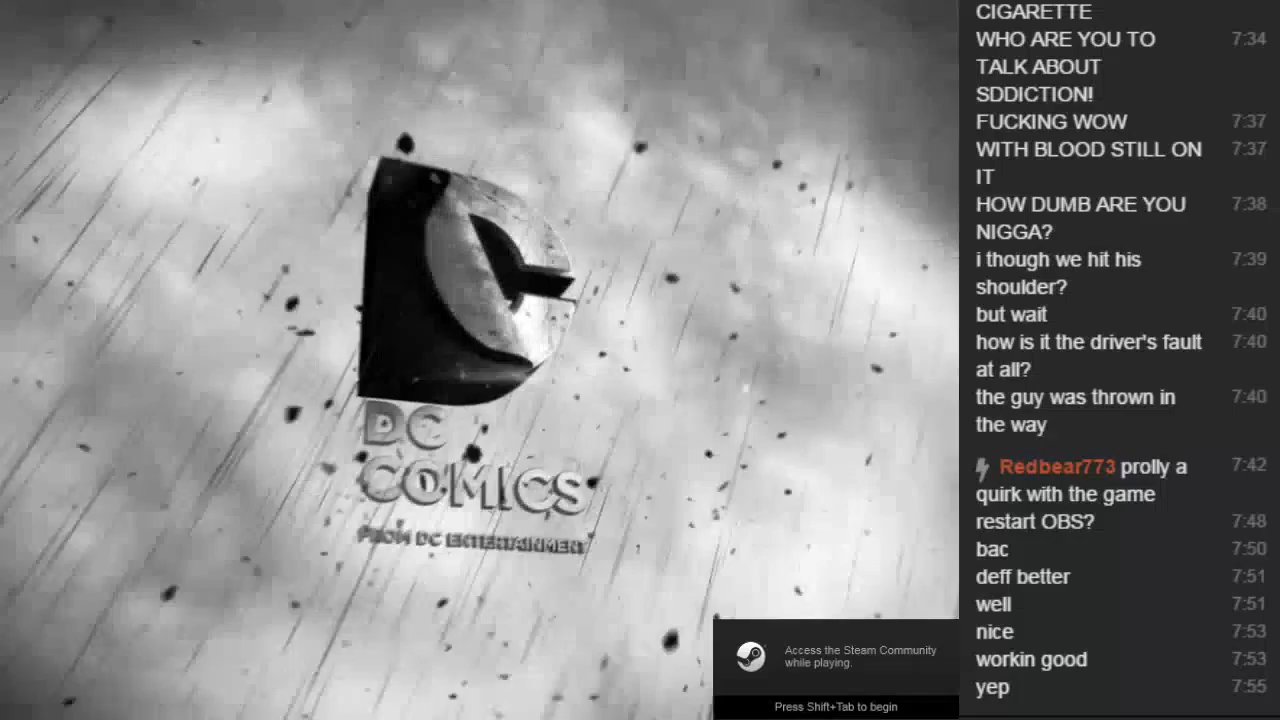 DC
COMICS
FROM DC ENTERTAINMENT
Access the Steam Community
while playing.
Press Shift+Tab to begin
CIGARETTE
WHO ARE YOU TO 7:34
TALK ABOUT
SDDICTION!
FUCKING WOW 7:37
WITH BLOOD STILL ON 7:37
IT
HOW DUMB ARE YOU 7:38
NIGGA?
i though we hit his 7:39
shoulder?
but wait 7:40
how is it the driver's fault 7:40
at all?
the guy was thrown in 7:40
the way
Redbear773 prolly a 7:42
quirk with the game
restart OBS? 7:48
bac 7:50
deff better 7:51
well 7:51
nice 7:53
workin good 7:53
yep 7:55